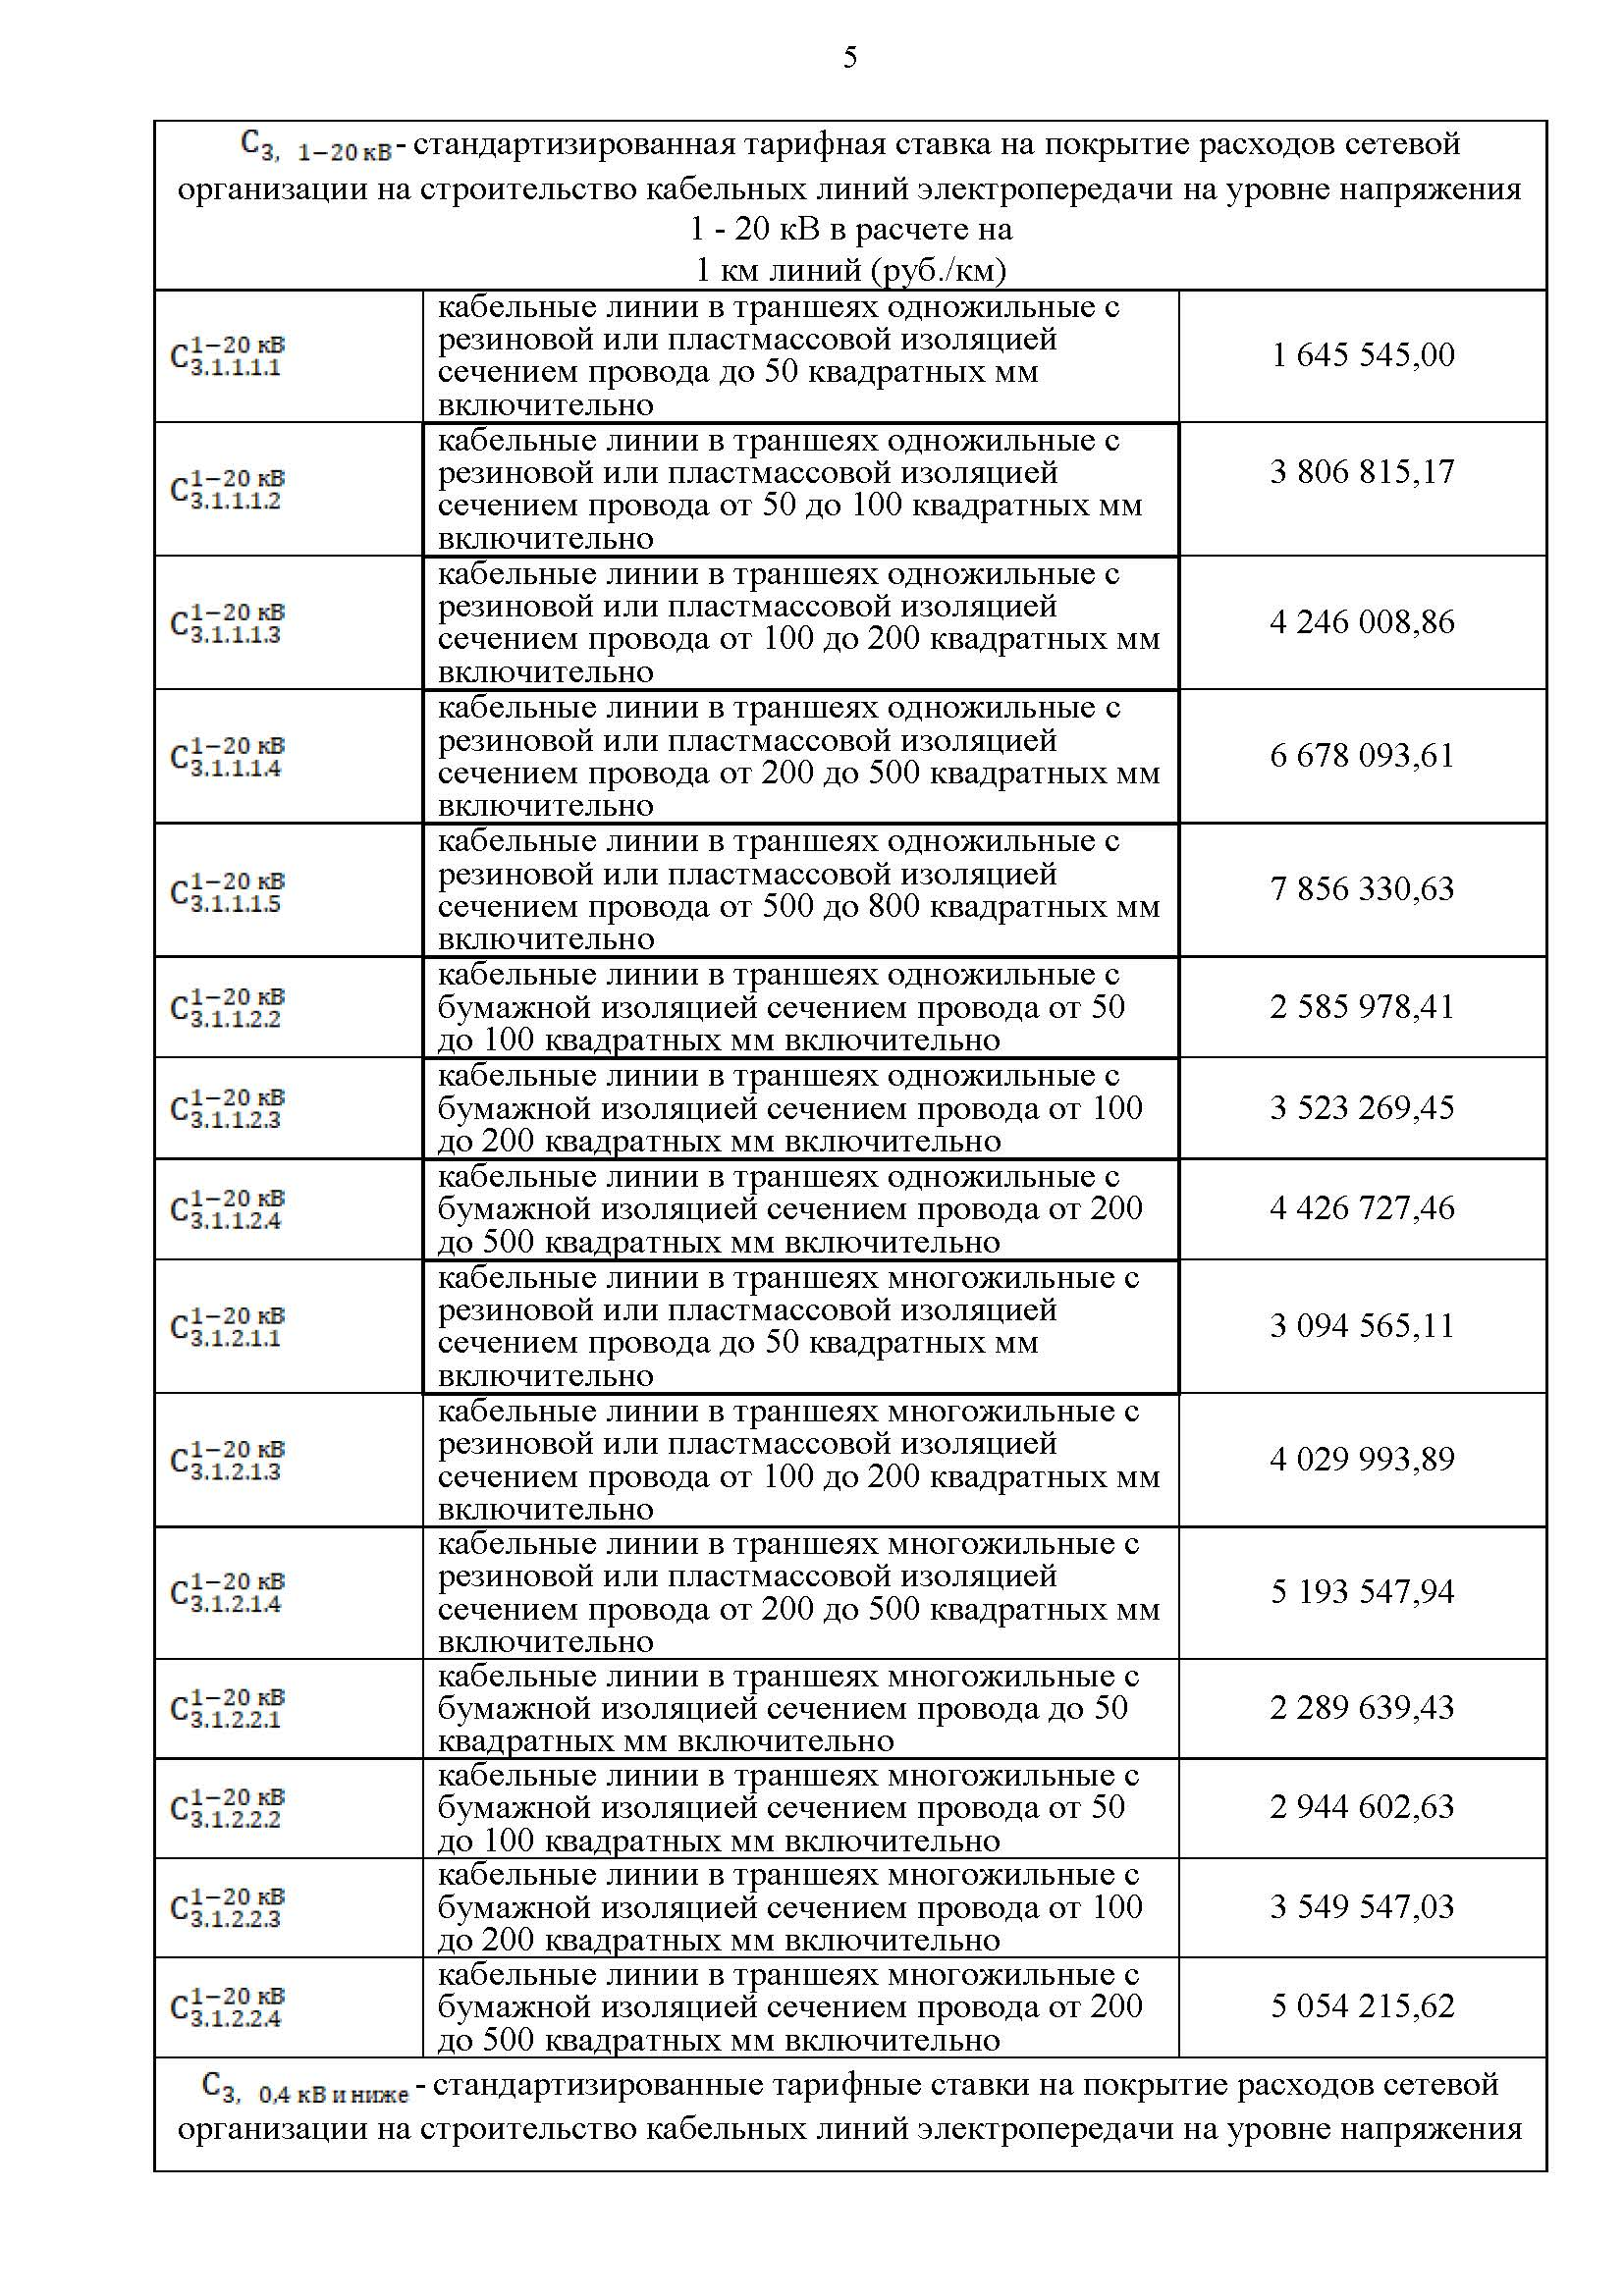 5
С3, 1−20 кВ - стандартизированная тарифная ставка на покрытие расходов сетевой
организации на строительство кабельных линий электропередачи на уровне напряжения
1 - 20 кВ в расчете на
1 км линий (руб./км)
С 1−20 кВ 3.1.1.1.1
кабельные линии в траншеях одножильные с
резиновой или пластмассовой изоляцией
сечением провода до 50 квадратных мм
включительно
1 645 545,00
С 1−20 кВ 3.1.1.1.2
кабельные линии в траншеях одножильные с
резиновой или пластмассовой изоляцией
сечением провода от 50 до 100 квадратных мм
включительно
3 806 815,17
С 1−20 кВ 3.1.1.1.3
кабельные линии в траншеях одножильные с
резиновой или пластмассовой изоляцией
сечением провода от 100 до 200 квадратных мм
включительно
4 246 008,86
С 1−20 кВ 3.1.1.1.4
кабельные линии в траншеях одножильные с
резиновой или пластмассовой изоляцией
сечением провода от 200 до 500 квадратных мм
включительно
6 678 093,61
С 1−20 кВ 3.1.1.1.5
кабельные линии в траншеях одножильные с
резиновой или пластмассовой изоляцией
сечением провода от 500 до 800 квадратных мм
включительно
7 856 330,63
С 1−20 кВ 3.1.1.2.2
кабельные линии в траншеях одножильные с
бумажной изоляцией сечением провода от 50
до 100 квадратных мм включительно
2 585 978,41
С 1−20 кВ 3.1.1.2.3
кабельные линии в траншеях одножильные с
бумажной изоляцией сечением провода от 100
до 200 квадратных мм включительно
3 523 269,45
С 1−20 кВ 3.1.1.2.4
кабельные линии в траншеях одножильные с
бумажной изоляцией сечением провода от 200
до 500 квадратных мм включительно
4 426 727,46
С 1−20 кВ 3.1.2.1.1
кабельные линии в траншеях многожильные с
резиновой или пластмассовой изоляцией
сечением провода до 50 квадратных мм
включительно
3 094 565,11
С 1−20 кВ 3.1.2.1.3
кабельные линии в траншеях многожильные с
резиновой или пластмассовой изоляцией
сечением провода от 100 до 200 квадратных мм
включительно
4 029 993,89
С 1−20 кВ 3.1.2.1.4
кабельные линии в траншеях многожильные с
резиновой или пластмассовой изоляцией
сечением провода от 200 до 500 квадратных мм
включительно
5 193 547,94
С 1−20 кВ 3.1.2.2.1
кабельные линии в траншеях многожильные с
бумажной изоляцией сечением провода до 50
квадратных мм включительно
2 289 639,43
С 1−20 кВ 3.1.2.2.2
кабельные линии в траншеях многожильные с
бумажной изоляцией сечением провода от 50
до 100 квадратных мм включительно
2 944 602,63
С 1−20 кВ 3.1.2.2.3
кабельные линии в траншеях многожильные с
бумажной изоляцией сечением провода от 100
до 200 квадратных мм включительно
3 549 547,03
С 1−20 кВ 3.1.2.2.4
кабельные линии в траншеях многожильные с
бумажной изоляцией сечением провода от 200
до 500 квадратных мм включительно
5 054 215,62
С3, 0,4 кВ и ниже - стандартизированные тарифные ставки на покрытие расходов сетевой
организации на строительство кабельных линий электропередачи на уровне напряжения